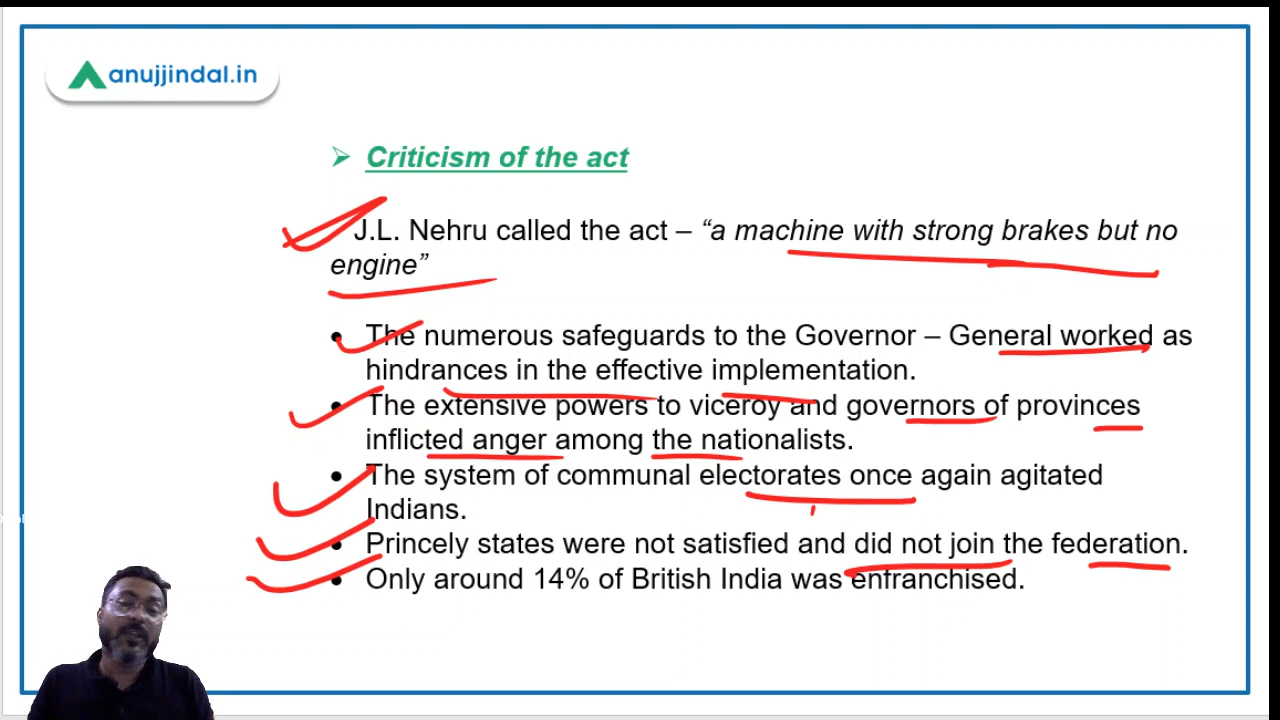 anujjindal.in
➢ Criticism of the act
J.L. Nehru called the act – “a machine with strong brakes but no
engine”
• The numerous safeguards to the Governor – General worked as
hindrances in the effective implementation.
• The extensive powers to viceroy and governors of provinces
inflicted anger among the nationalists.
• The system of communal electorates once again agitated
Indians.
• Princely states were not satisfied and did not join the federation.
• Only around 14% of British India was enfranchised.